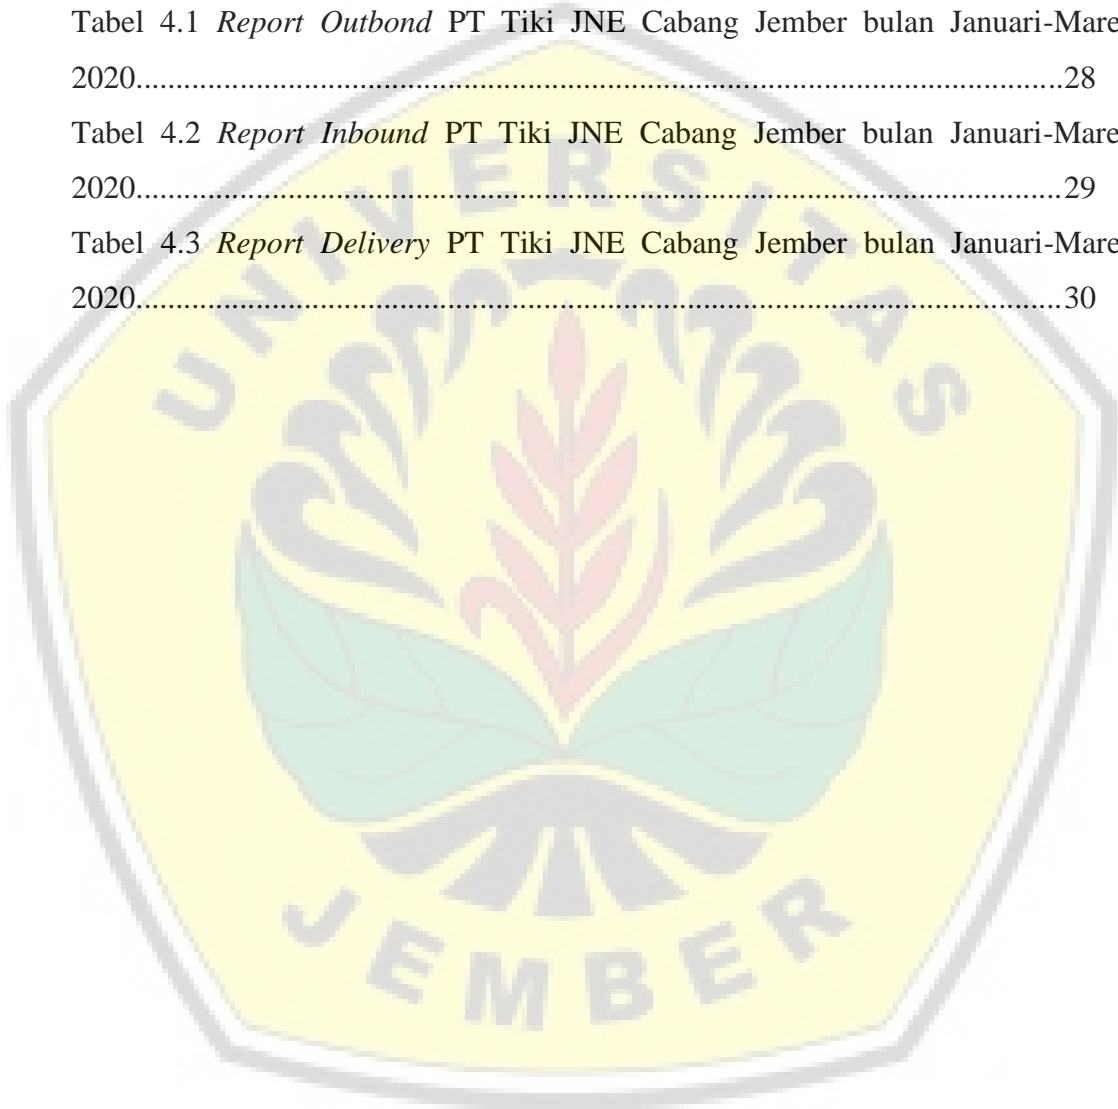 Tabel 4.1 Report Outbond PT Tiki JNE Cabang Jember bulan Januari-Mare
2020....................................................................................................28
Tabel 4.2 Report Inbound PT Tiki JNE Cabang Jember bulan Januari-Mare
2020....................................................................................................29
Tabel 4.3 Report Delivery PT Tiki JNE Cabang Jember bulan Januari-Mare
2020....................................................................................................30
UNIVERSITAS
JEMBER